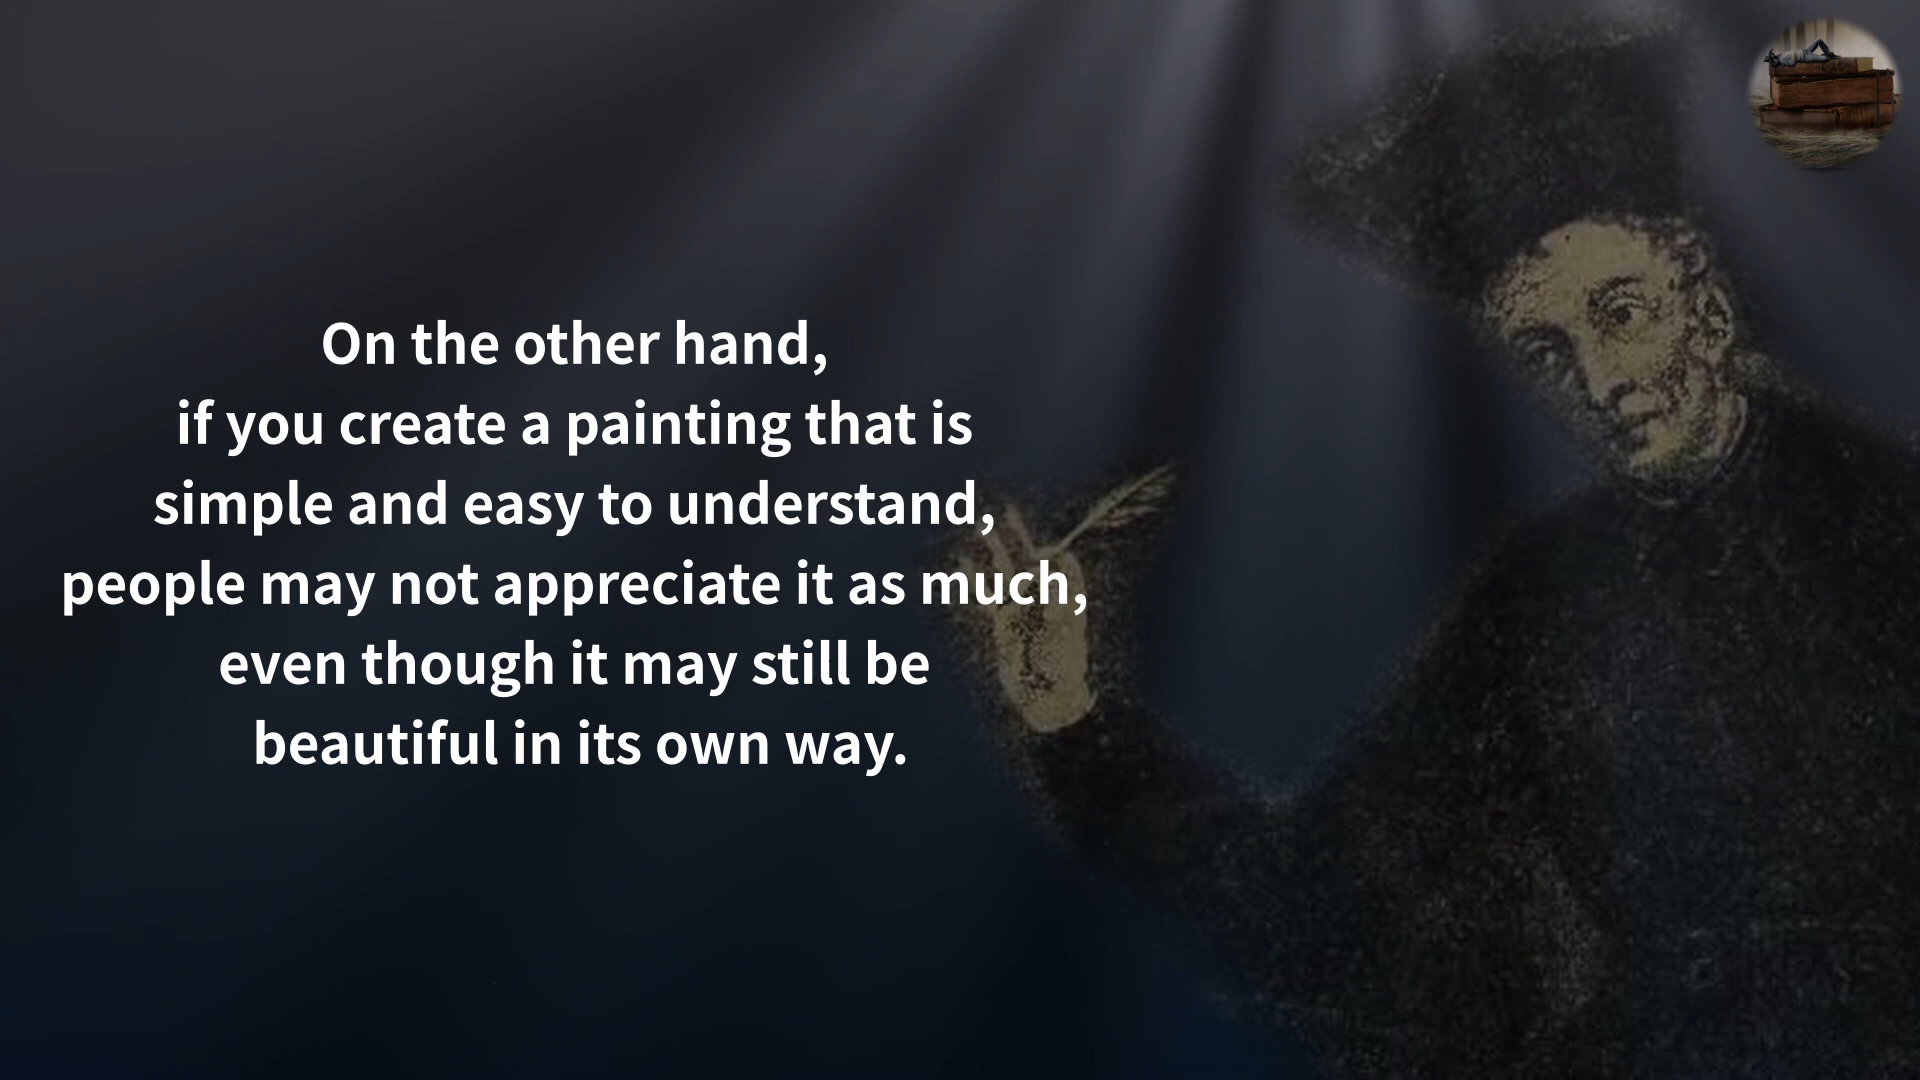 On the other hand,
if you create a painting that is
simple and easy to understand,
people may not appreciate it as much,
even though it may still be
beautiful in its own way.